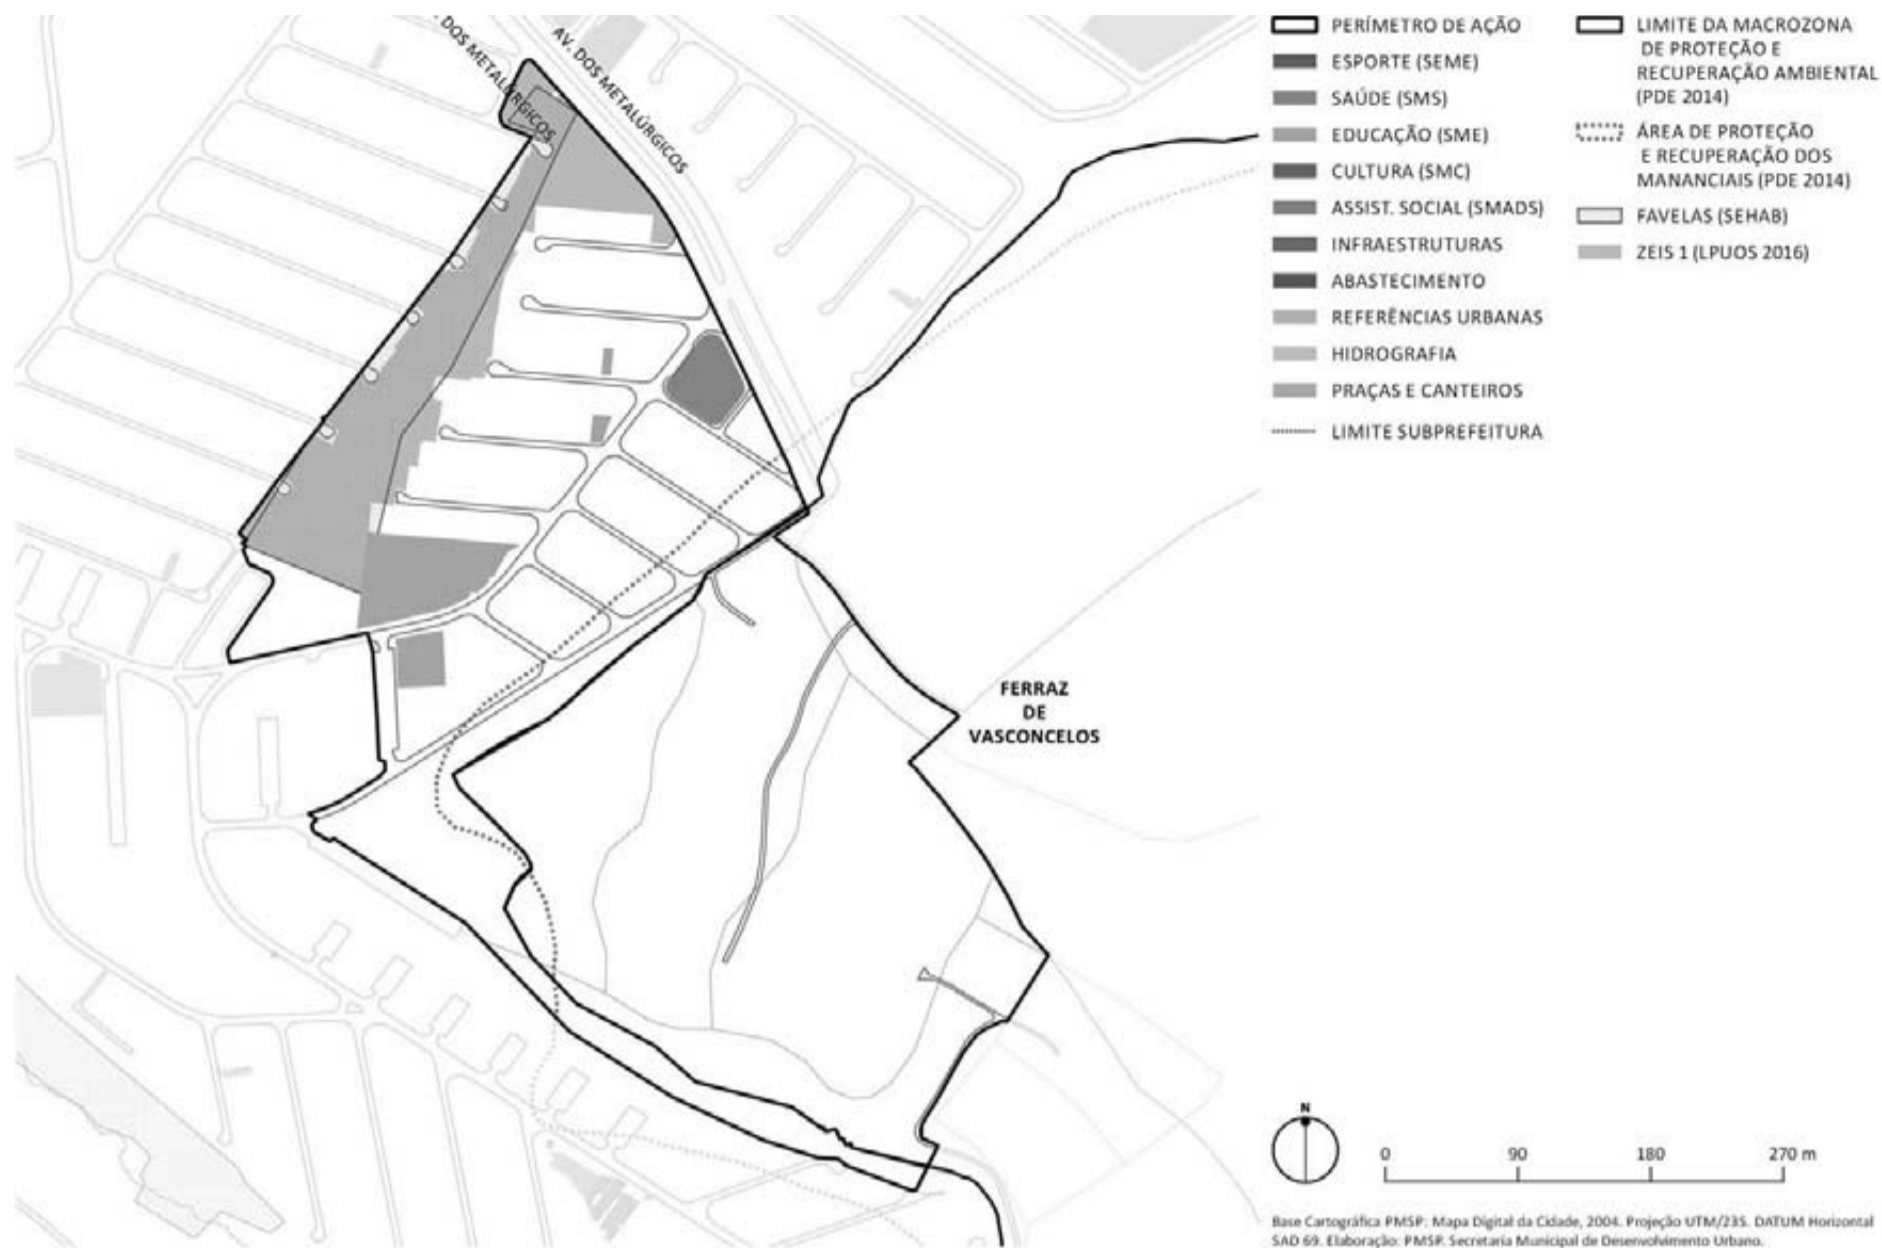 . DOS METALÚRGICOS
AV. DOS METALÚRGICOS
FERRAZ
DE
VASCONCELOS
PERÍMETRO DE AÇÃO
ESPORTE (SEME)
SAÚDE (SMS)
EDUCAÇÃO (SME)
CULTURA (SMC)
ASSIST. SOCIAL (SMADS)
INFRAESTRUTURAS
ABASTECIMENTO
REFERÊNCIAS URBANAS
HIDROGRAFIA
PRAÇAS E CANTEIROS
LIMITE SUBPREFEITURA
LIMITE DA MACROZONA
DE PROTEÇÃO E
RECUPERAÇÃO AMBIENTAL
(PDE 2014)
ÁREA DE PROTEÇÃO
E RECUPERAÇÃO DOS
MANANCIAIS (PDE 2014)
FAVELAS (SEHAB)
ZEIS 1 (LPUOS 2016)
N
0 90 180 270 m
Base Cartográfica PMSP: Mapa Digital da Cidade, 2004. Projeção UTM/23S. DATUM Horizontal
SAD 69. Elaboração: PMSP. Secretaria Municipal de Desenvolvimento Urbano.